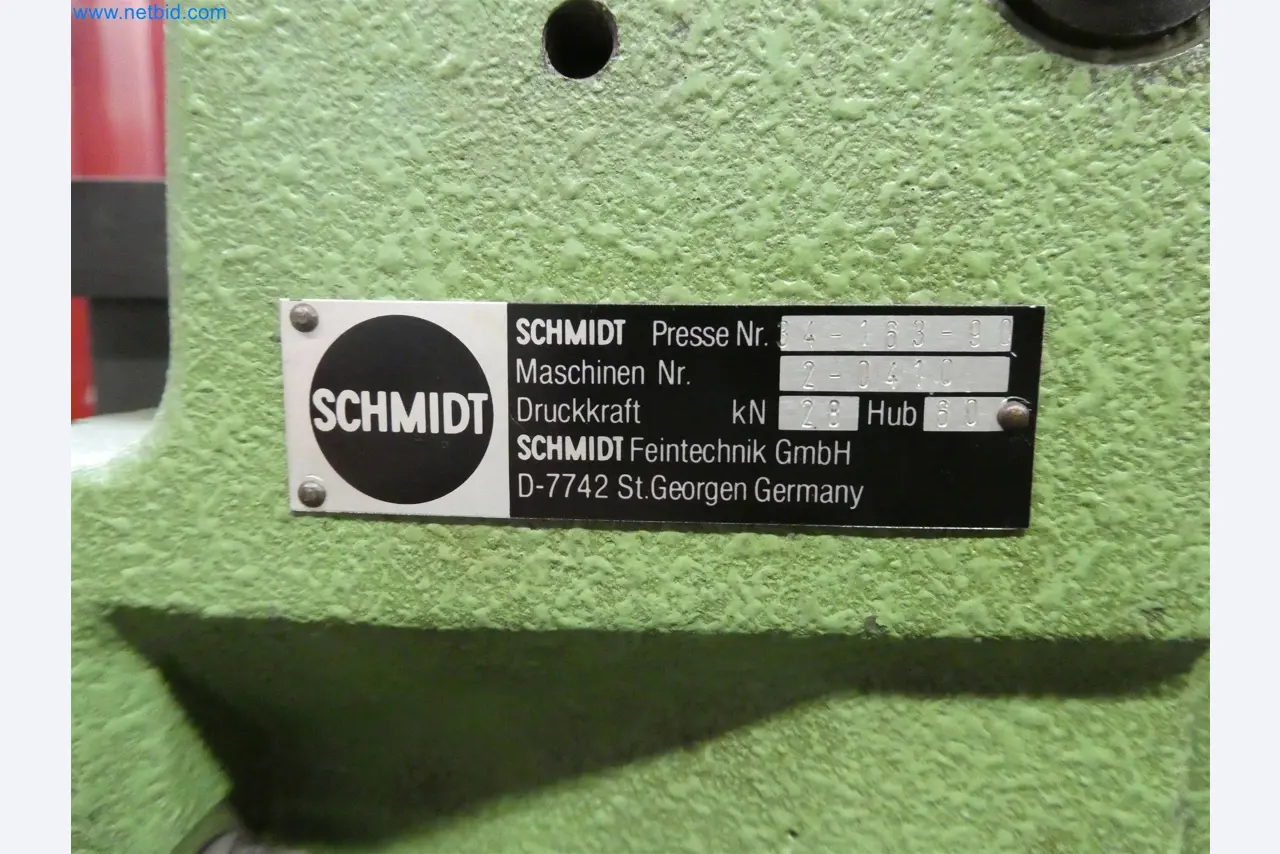 www.netbid.com
SCHMIDT
SCHMIDT Presse Nr. 34-163-90
Maschinen Nr. 2-0410
Druckkraft kN 28 Hub 60
SCHMIDT Feintechnik GmbH
D-7742 St.Georgen Germany